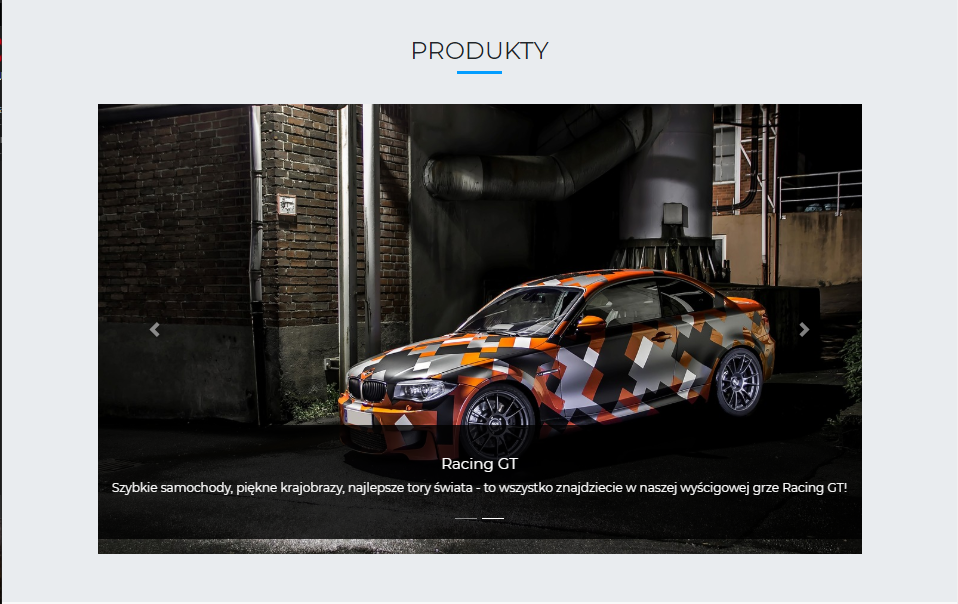 PRODUKTY
Racing GT
Szybkie samochody, piękne krajobrazy, najlepsze tory świata - to wszystko znajdziecie w naszej wyścigowej grze Racing GT!